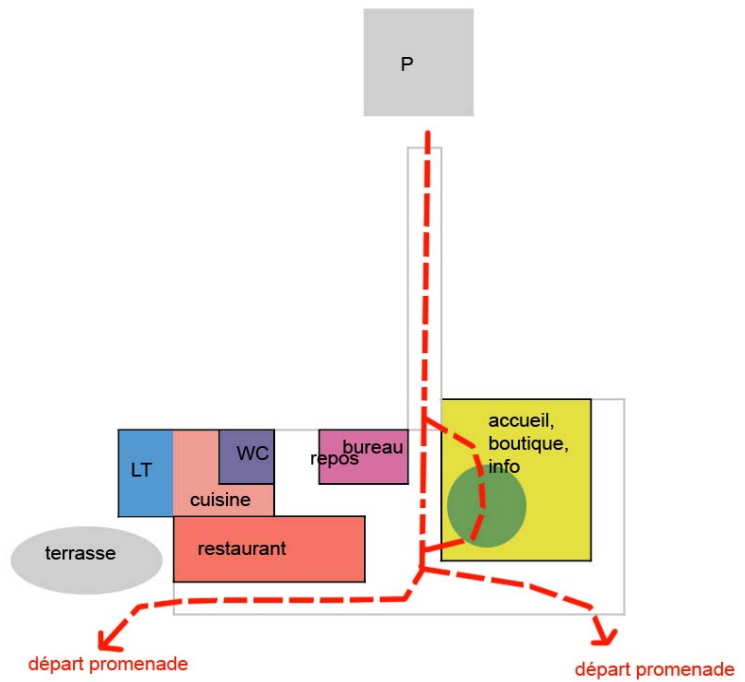 P
accueil,
boutique,
info
WC
bureau
repos
LT
cuisine
restaurant
terrasse
départ promenade
départ promenade